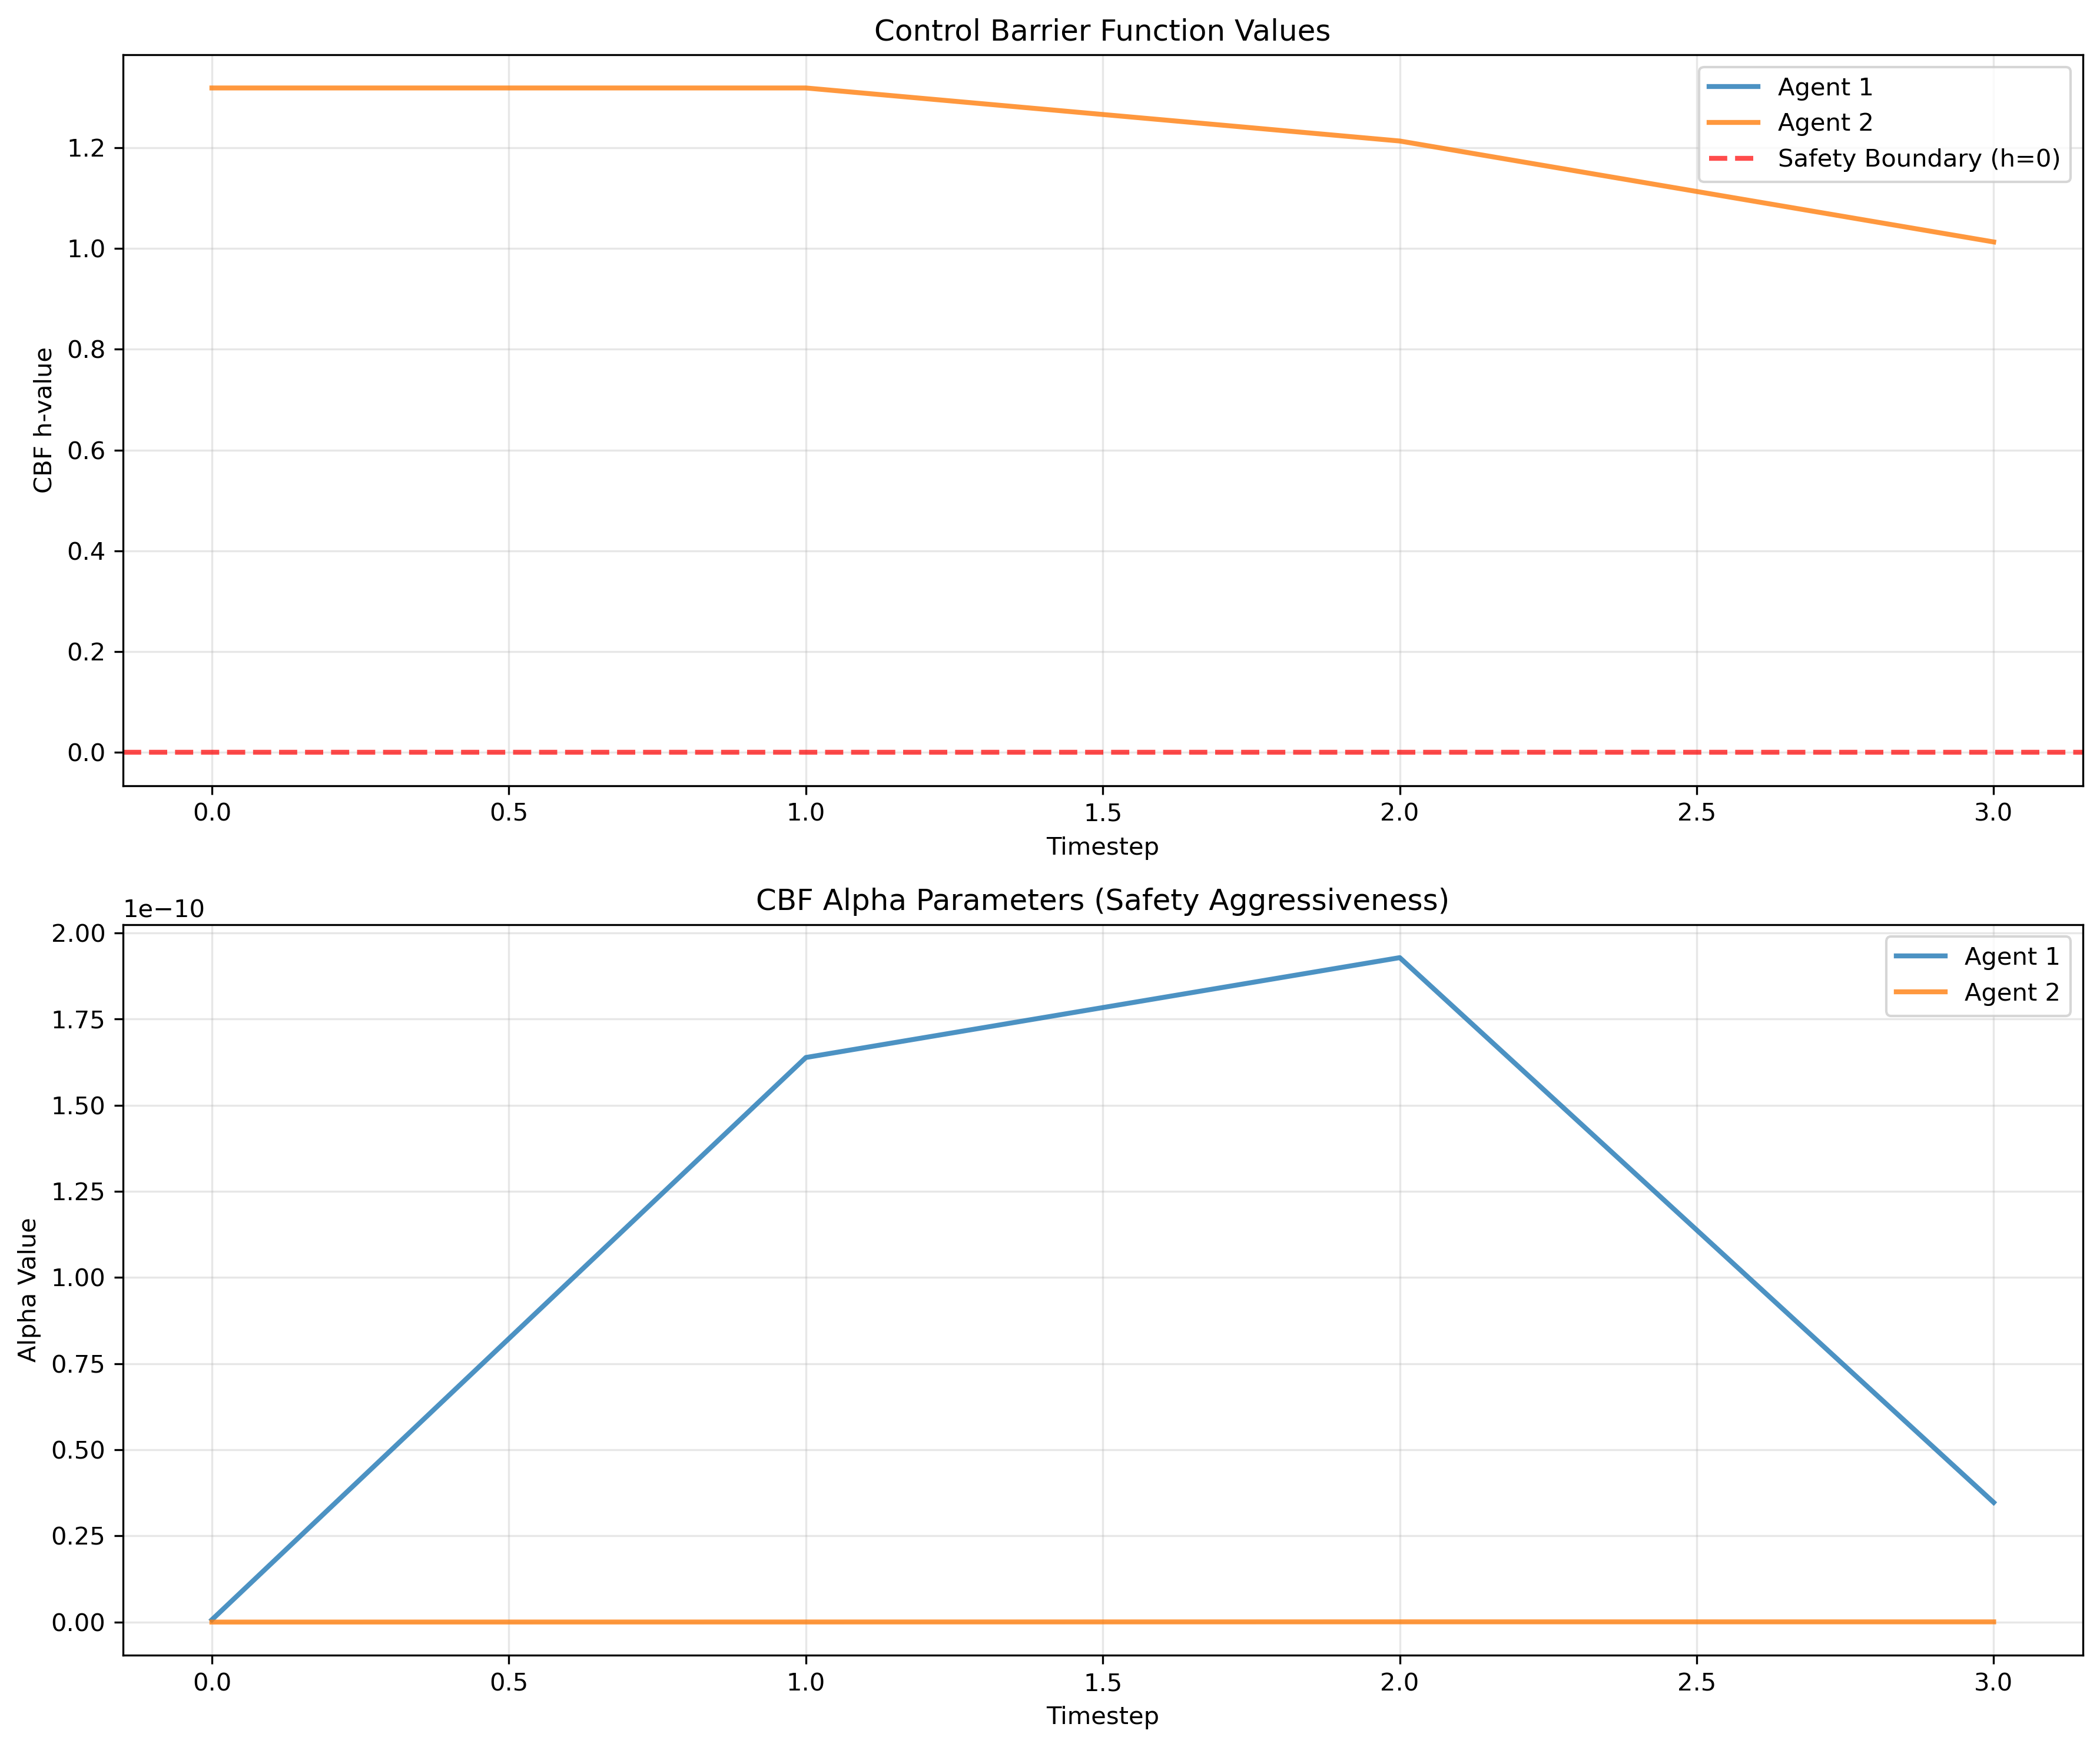 Control Barrier Function Values
Agent 1
Agent 2
Safety Boundary (h=0)
CBF h-value
1.2
1.0
0.8
0.6
0.4
0.2
0.0
0.0 0.5 1.0 1.5 2.0 2.5 3.0
Timestep
CBF Alpha Parameters (Safety Aggressiveness)
1e−10
Agent 1
Agent 2
Alpha Value
2.00
1.75
1.50
1.25
1.00
0.75
0.50
0.25
0.00
0.0 0.5 1.0 1.5 2.0 2.5 3.0
Timestep